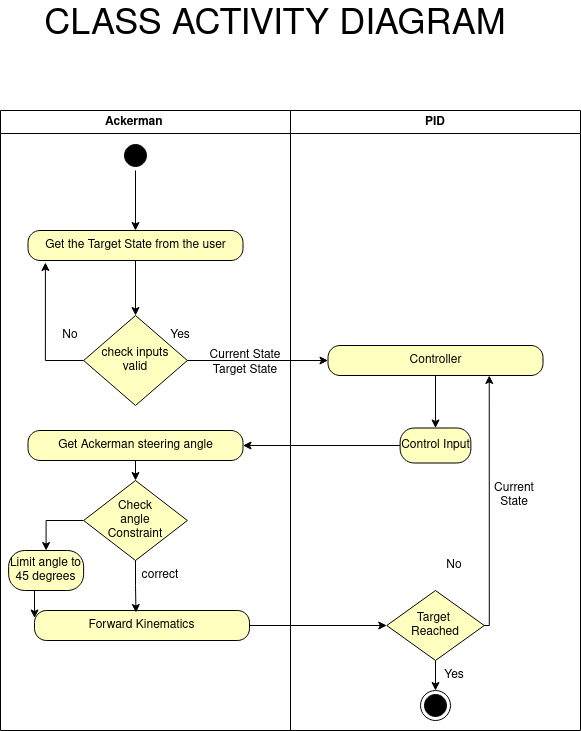 CLASS ACTIVITY DIAGRAM
Ackerman
PID
Get the Target State from the user
No
Yes
check inputs
valid
Current State
Target State
Controller
Get Ackerman steering angle
Control Input
Check
angle
Constraint
Current
State
Limit angle to
45 degrees
correct
No
Forward Kinematics
Target
Reached
Yes